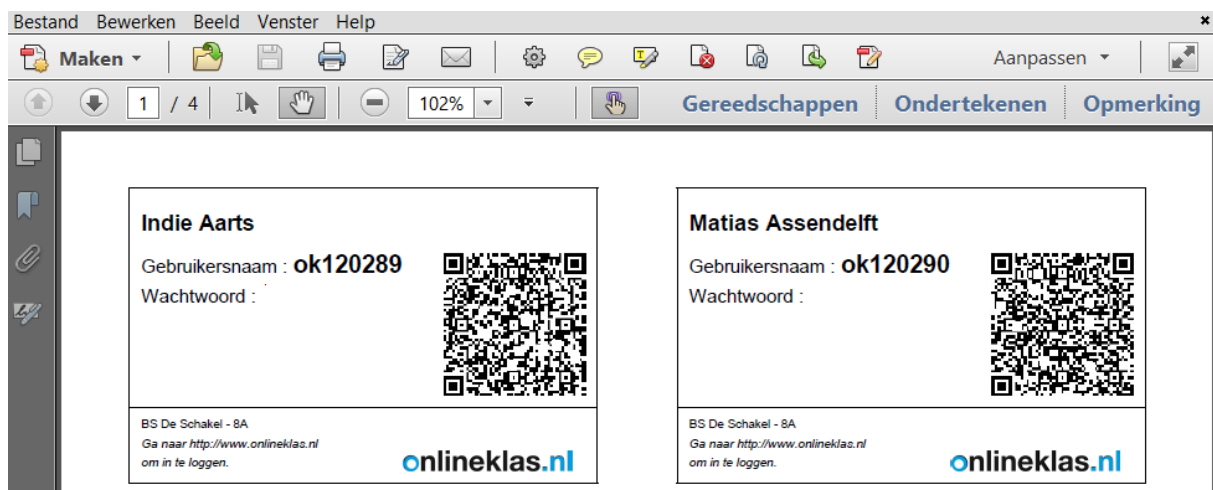 Bestand Bewerken Beeld Venster Help
Maken Aanpassen
1 / 4 102% Gereedschappen Ondertekenen Opmerking
Indie Aarts
Gebruikersnaam : ok120289
Wachtwoord :
BS De Schakel - 8A
Ga naar http://www.onlineklas.nl
om in te loggen.
onlineklas.nl
Matias Assendelft
Gebruikersnaam : ok120290
Wachtwoord :
BS De Schakel - 8A
Ga naar http://www.onlineklas.nl
om in te loggen.
onlineklas.nl